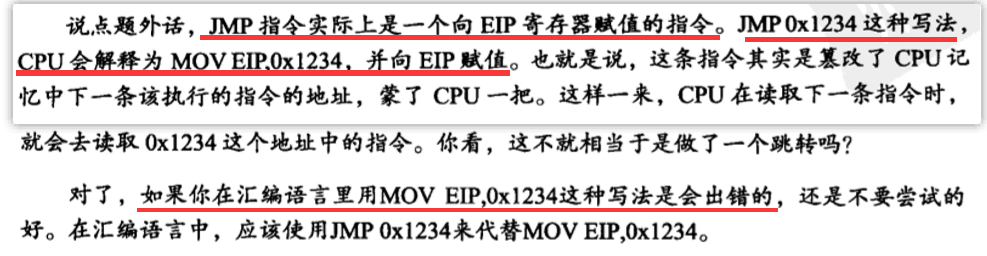 说点题外话，JMP 指令实际上是一个向 EIP 寄存器赋值的指令。JMP 0x1234 这种写法，
CPU 会解释为 MOV EIP,0x1234，并向 EIP 赋值。也就是说，这条指令其实是篡改了 CPU 记
忆中下一条该执行的指令的地址，蒙了 CPU 一把。这样一来，CPU 在读取下一条指令时，
就会去读取 0x1234 这个地址中的指令。你看，这不就相当于是做了一个跳转吗？
对了，如果你在汇编语言里用MOV EIP,0x1234这种写法是会出错的，还是不要尝试的
好。在汇编语言中，应该使用JMP 0x1234来代替MOV EIP,0x1234。